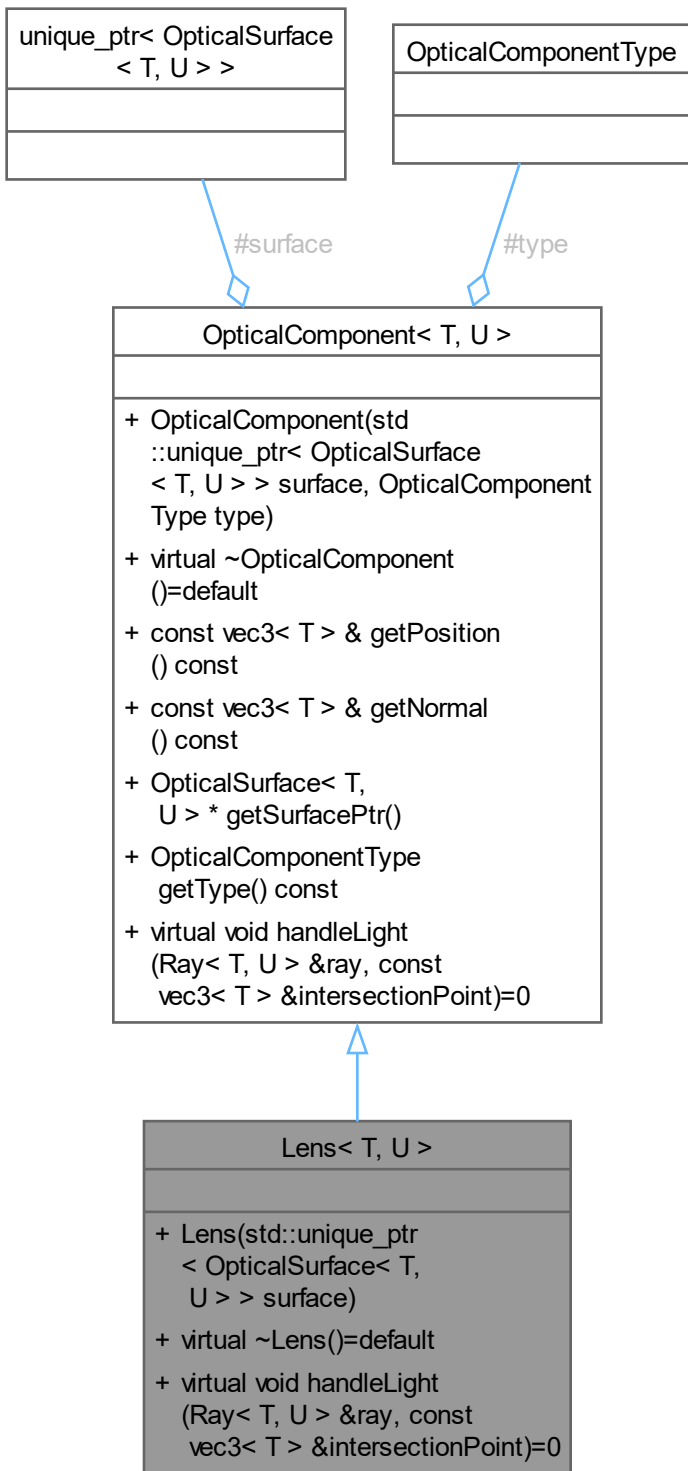 unique_ptr< OpticalSurface
< T, U > >
OpticalComponentType
#surface
#type
OpticalComponent< T, U >
+ OpticalComponent(std
::unique_ptr< OpticalSurface
< T, U > > surface, OpticalComponent
Type type)
+ virtual ~OpticalComponent
()=default
+ const vec3< T > & getPosition
() const
+ const vec3< T > & getNormal
() const
+ OpticalSurface< T,
U > * getSurfacePtr()
+ OpticalComponentType
getType() const
+ virtual void handleLight
(Ray< T, U > &ray, const
vec3< T > &intersectionPoint)=0
Lens< T, U >
+ Lens(std::unique_ptr
< OpticalSurface< T,
U > > surface)
+ virtual ~Lens()=default
+ virtual void handleLight
(Ray< T, U > &ray, const
vec3< T > &intersectionPoint)=0